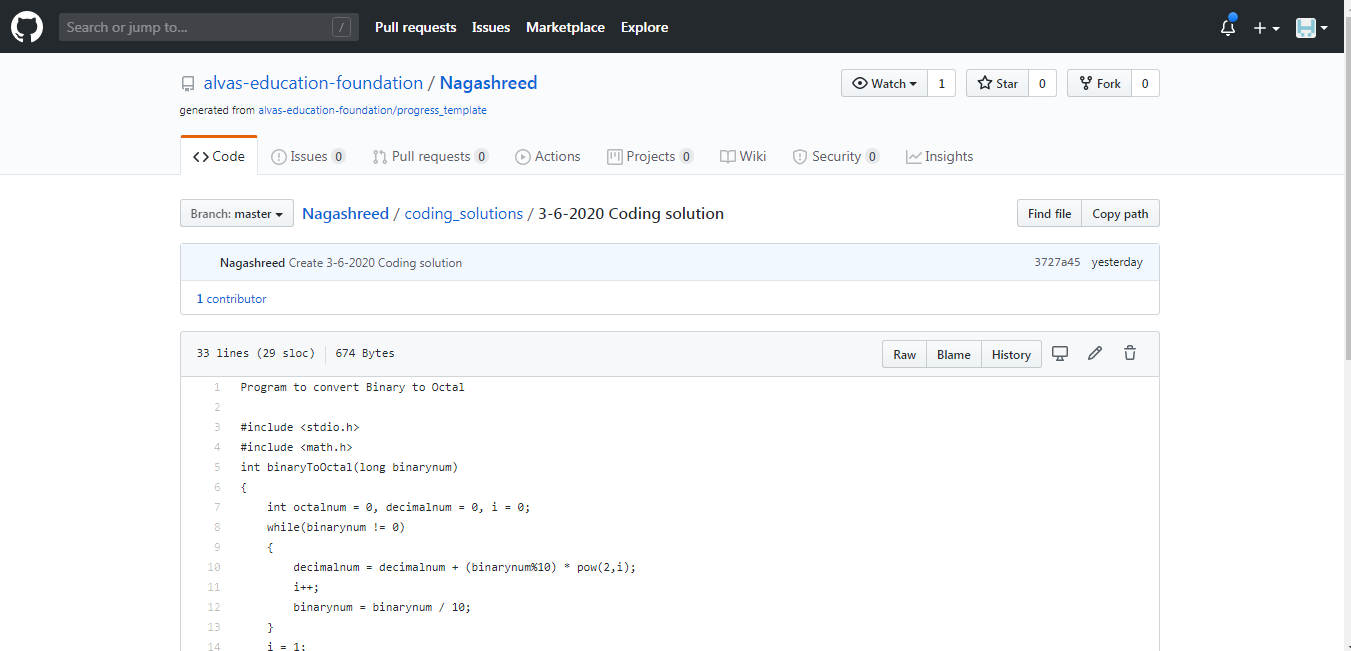 Search or jump to... /
Pull requests Issues Marketplace Explore
alvas-education-foundation / Nagashreed
Watch 1 Star 0 Fork 0
generated from alvas-education-foundation/progress_template
Code Issues 0 Pull requests 0 Actions Projects 0 Wiki Security 0 Insights
Branch: master Nagashreed / coding_solutions / 3-6-2020 Coding solution Find file Copy path
Nagashreed Create 3-6-2020 Coding solution 3727a45 yesterday
1 contributor
33 lines (29 sloc) 674 Bytes Raw Blame History
1 Program to convert Binary to Octal
2
3 #include <stdio.h>
4 #include <math.h>
5 int binaryToOctal(long binarynum)
6 {
7 int octalnum = 0, decimalnum = 0, i = 0;
8 while(binarynum != 0)
9 {
10 decimalnum = decimalnum + (binarynum%10) * pow(2,i);
11 i++;
12 binarynum = binarynum / 10;
13 }
14 i = 1;